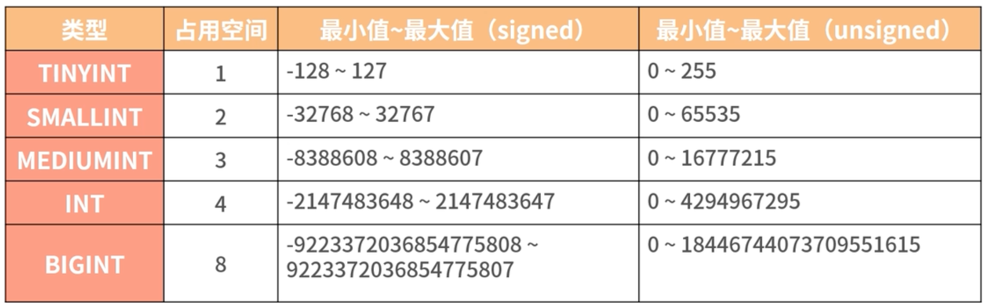 类型 占用空间 最小值~最大值（signed） 最小值~最大值（unsigned）
TINYINT 1 -128 ~ 127 0 ~ 255
SMALLINT 2 -32768 ~ 32767 0 ~ 65535
MEDIUMINT 3 -8388608 ~ 8388607 0 ~ 16777215
INT 4 -2147483648 ~ 2147483647 0 ~ 4294967295
BIGINT 8 -9223372036854775808 ~ 0 ~ 18446744073709551615
9223372036854775807